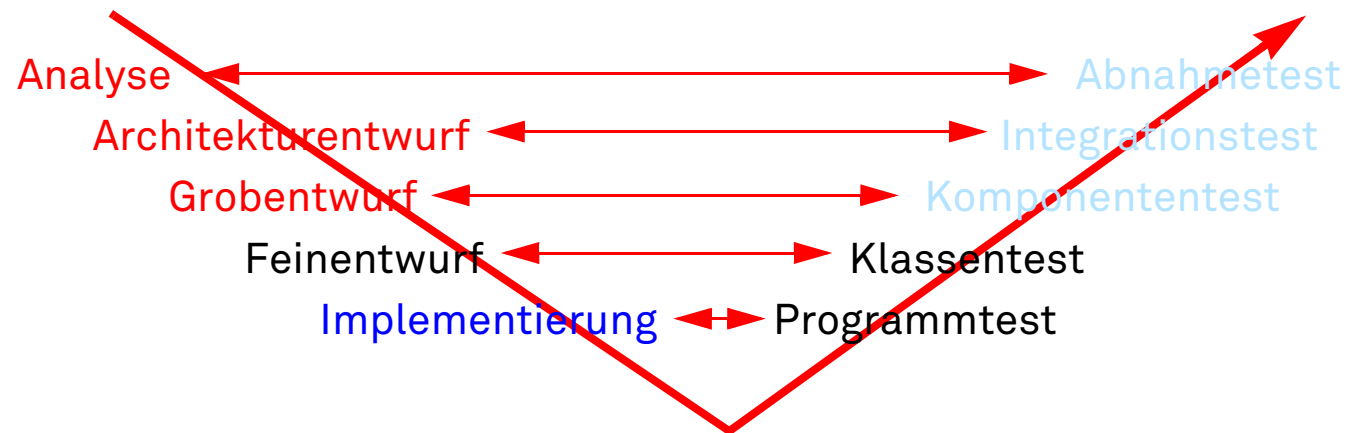 Analyse Abnahmetest
Architekturentwurf Integrationstest
Grobentwurf Komponententest
Feinentwurf Klassentest
Implementierung Programmtest